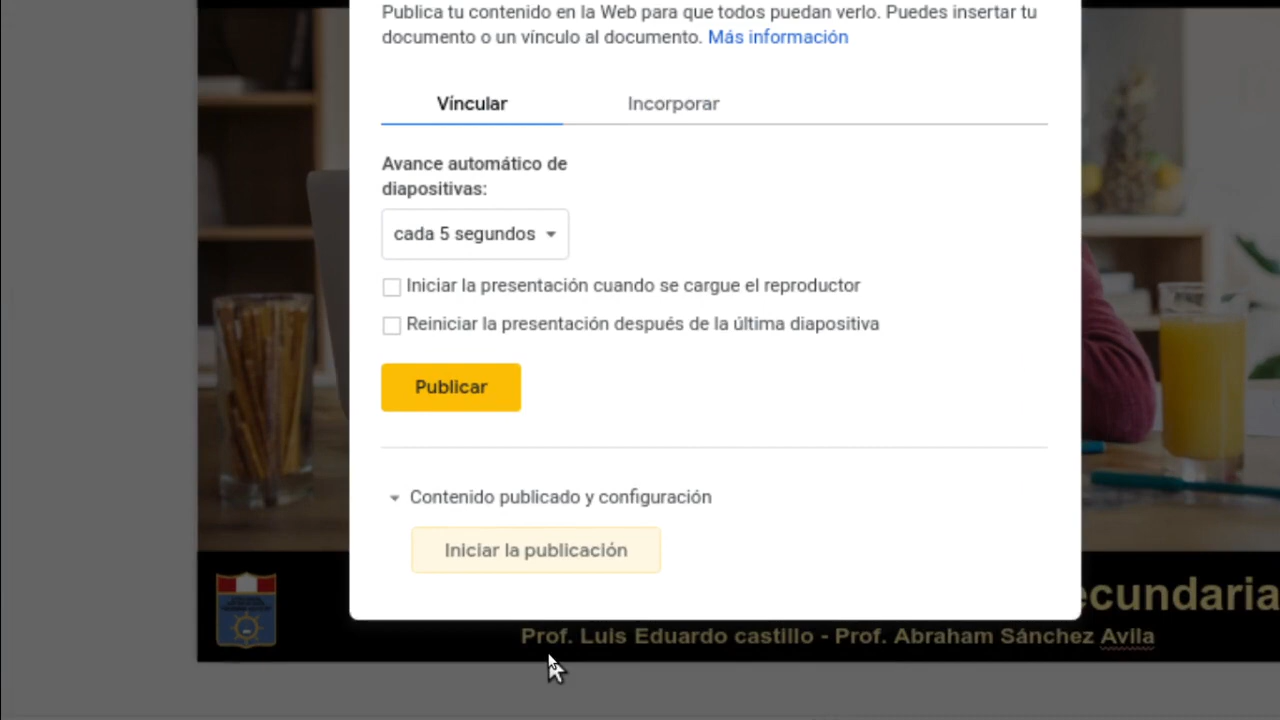 Publica tu contenido en la Web para que todos puedan verlo. Puedes insertar tu
documento o un vínculo al documento. Más información
Vincular
Incorporar
Avance automático de
diapositivas:
cada 5 segundos
Iniciar la presentación cuando se cargue el reproductor
Reiniciar la presentación después de la última diapositiva
Publicar
Contenido publicado y configuración
Iniciar la publicación
ecundaria
Prof. Luis Eduardo castillo - Prof. Abraham Sánchez Avila